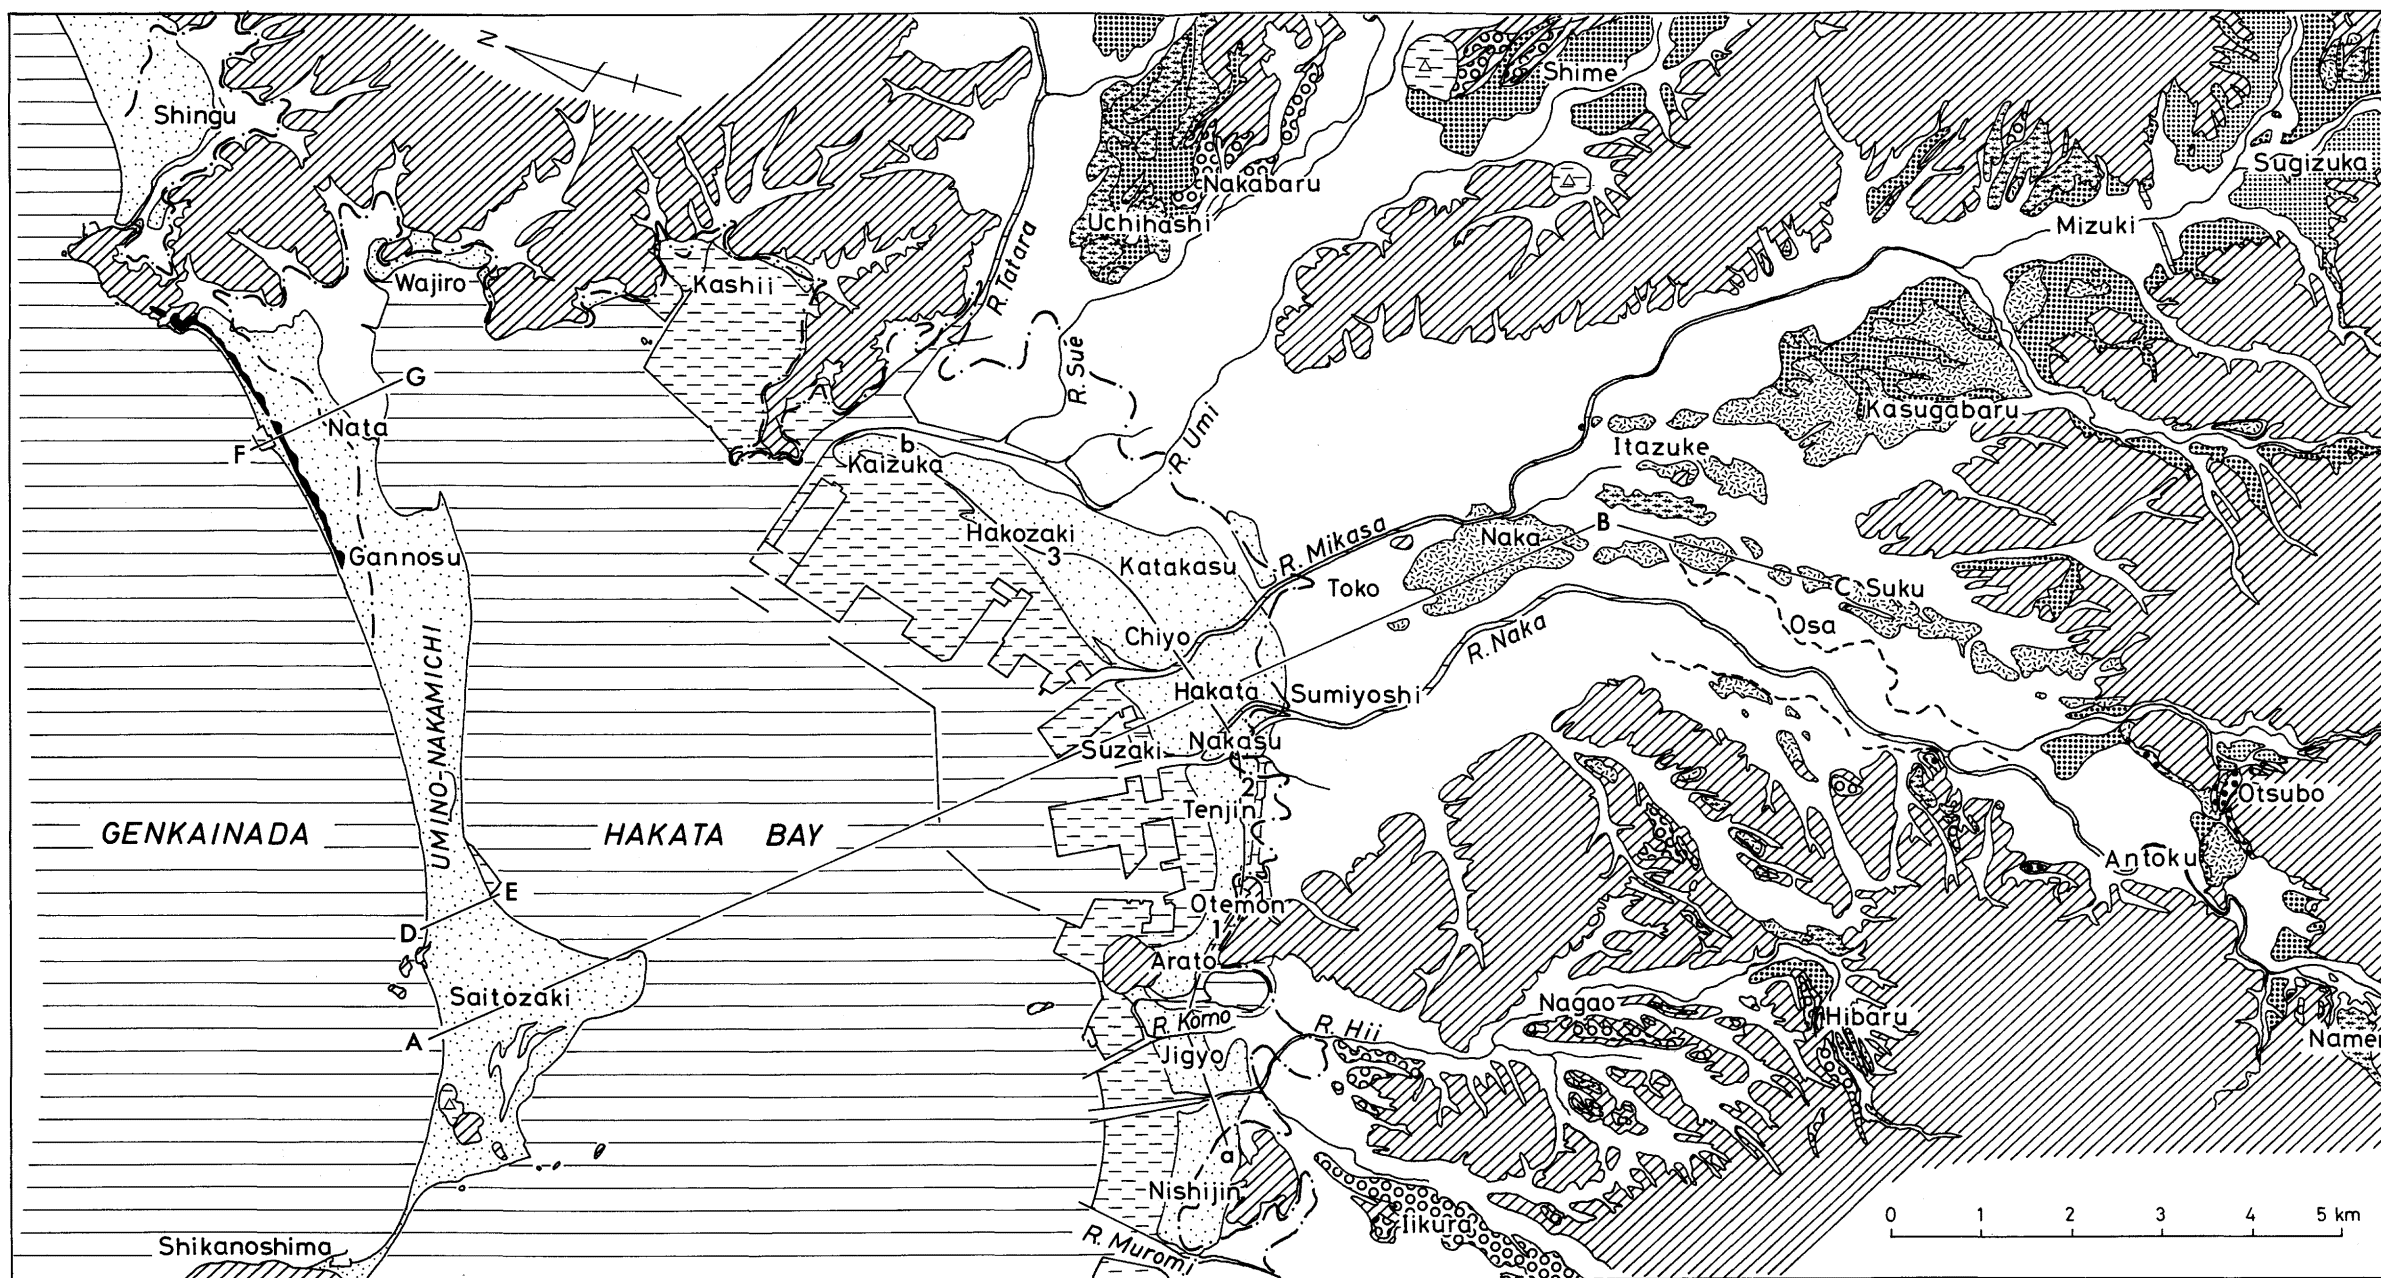 N
Shingu
Shime
Sugizuka
Nakabaru
Uchihashi
Mizuki
R. Tatara
Wajiro
Kashii
R. Sue
G
Nata
F
Kasugabaru
R. Umi
b
Kaizuka
Itazuke
Hakozaki
3
Katakasu
R. Mikasa
Naka
B
Gannosu
Toko
C
Suku
Osa
Chiyo
R. Naka
UMINO-NAKAMICHI
Hakata
Sumiyoshi
Suzaki
Nakasu
2
Tenjin
Otsubo
GENKAINADA
HAKATA BAY
Antoku
E
D
Otemon
1
Arato
Saitozaki
A
R. Komo
R. Hii
Nagao
Hibaru
Jigyo
Namer
a
Nishijin
Iikura
R. Muromi
Shikanoshima
0 1 2 3 4 5 km